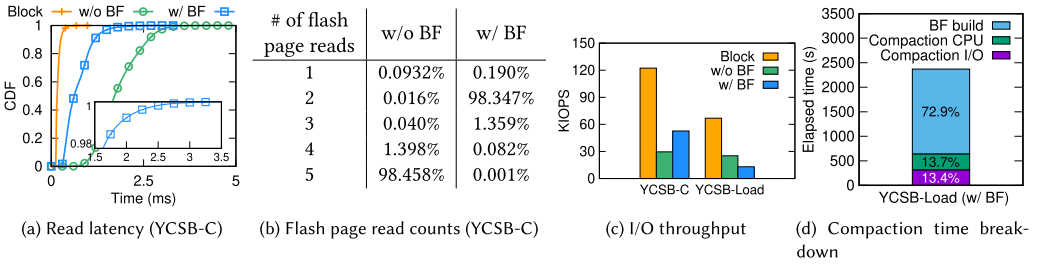 Block w/o BF w/ BF
1
0.8
0.6
0.4
0.2
0
CDF
1
0.98
1.5 2 2.5 3 3.5
0 2.5 5
Time (ms)
(a) Read latency (YCSB-C)
# of flash page reads w/o BF w/ BF
1 0.0932% 0.190%
2 0.016% 98.347%
3 0.040% 1.359%
4 1.398% 0.082%
5 98.458% 0.001%
(b) Flash page read counts (YCSB-C)
150
120
90
60
30
0
KIOPS
Block
w/o BF
w/ BF
YCSB-C YCSB-Load
(c) I/O throughput
3500
3000
2500
2000
1500
1000
500
0
Elapsed time (s)
BF build
Compaction CPU
Compaction I/O
72.9%
13.7%
13.4%
YCSB-Load (w/ BF)
(d) Compaction time break-
down